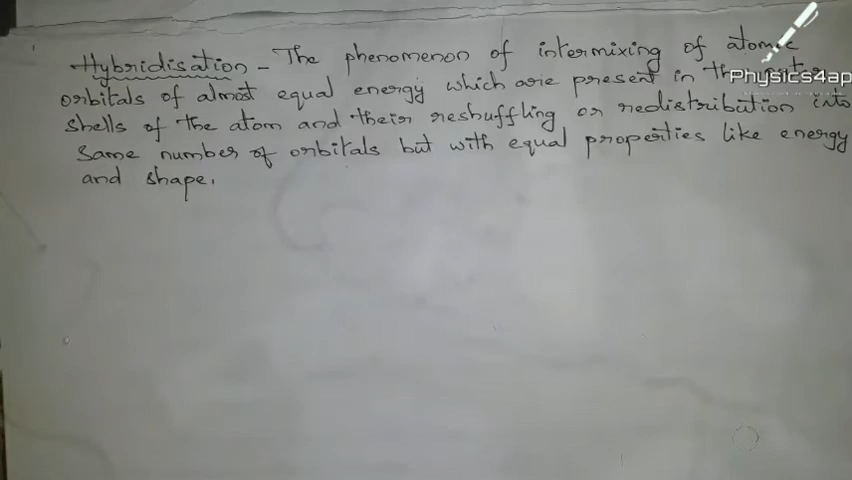 Hybridisation - The phenomenon of intermixing of atomic
Physics4ap
orbitals of almost equal energy which are present in the outer
shells of the atom and their reshuffling or redistribution into
same number of orbitals but with equal properties like energy
and shape.